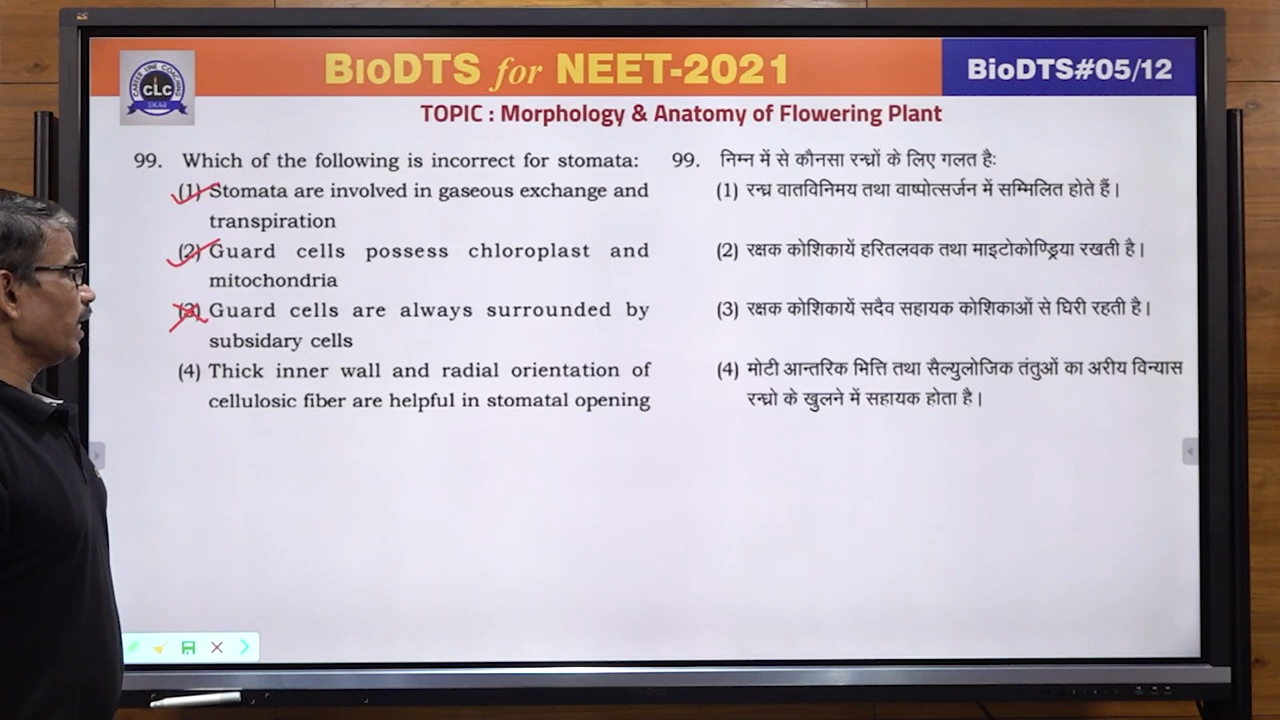 CAREER LINE COACHING
CLC
SIKAR
BIODTS for NEET-2021
BioDTS#05/12
TOPIC : Morphology & Anatomy of Flowering Plant
99. Which of the following is incorrect for stomata:
(1) Stomata are involved in gaseous exchange and
transpiration
(2) Guard cells possess chloroplast and
mitochondria
(3) Guard cells are always surrounded by
subsidary cells
(4) Thick inner wall and radial orientation of
cellulosic fiber are helpful in stomatal opening
99. निम्न में से कौनसा रन्ध्रों के लिए गलत हैः
(1) रन्ध्र वातविनिमय तथा वाष्पोत्सर्जन में सम्मिलित होते हैं।
(2) रक्षक कोशिकायें हरितलवक तथा माइटोकोण्ड्रिया रखती है।
(3) रक्षक कोशिकायें सदैव सहायक कोशिकाओं से घिरी रहती है।
(4) मोटी आन्तरिक भित्ति तथा सैल्युलोजिक तंतुओं का अरीय विन्यास
रन्ध्रो के खुलने में सहायक होता है।